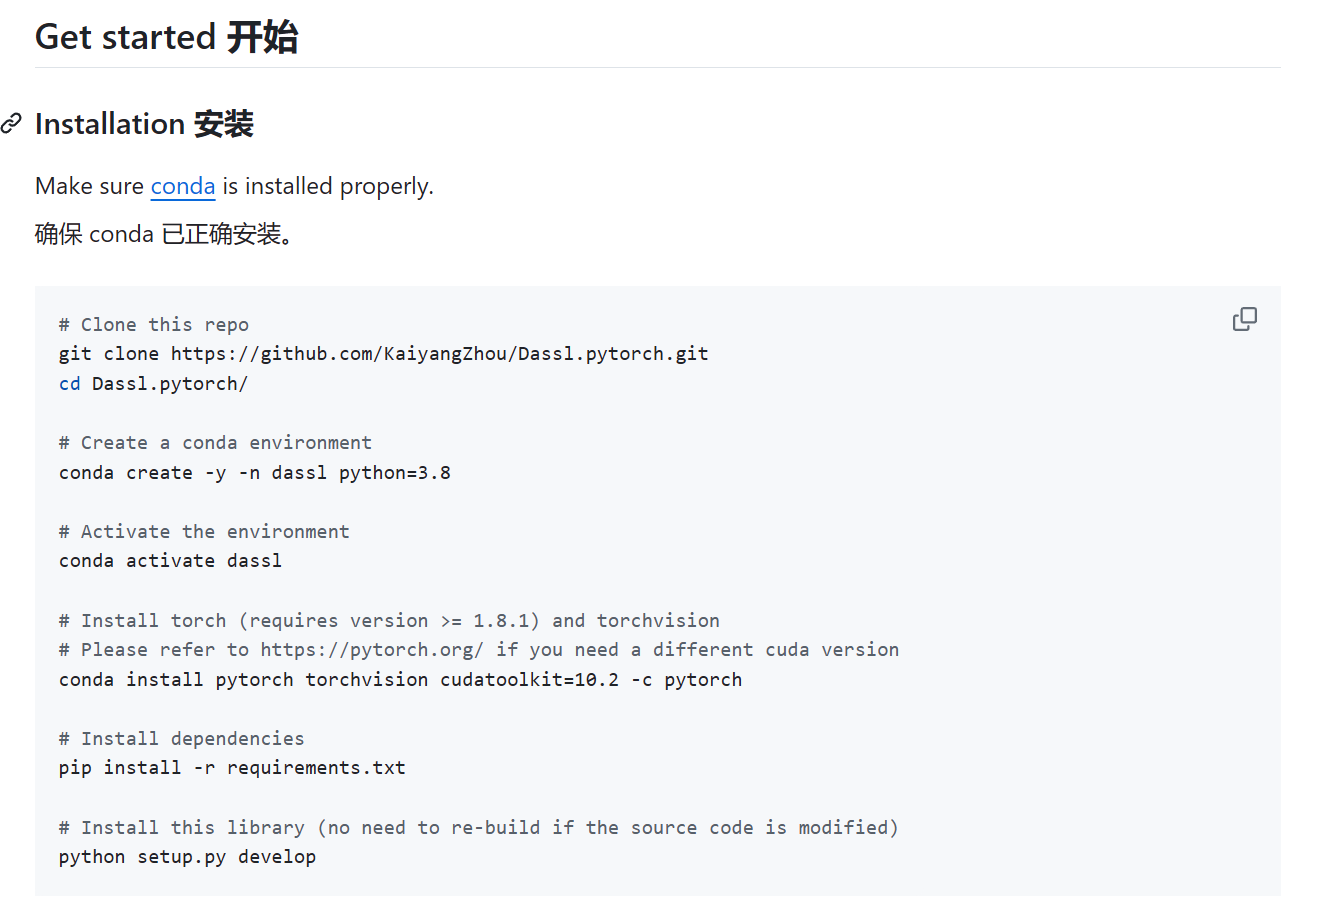 Get started 开始
Installation 安装
Make sure conda is installed properly.
确保 conda 已正确安装。
# Clone this repo
git clone https://github.com/KaiyangZhou/Dassl.pytorch.git
cd Dassl.pytorch/
# Create a conda environment
conda create -y -n dassl python=3.8
# Activate the environment
conda activate dassl
# Install torch (requires version >= 1.8.1) and torchvision
# Please refer to https://pytorch.org/ if you need a different cuda version
conda install pytorch torchvision cudatoolkit=10.2 -c pytorch
# Install dependencies
pip install -r requirements.txt
# Install this library (no need to re-build if the source code is modified)
python setup.py develop